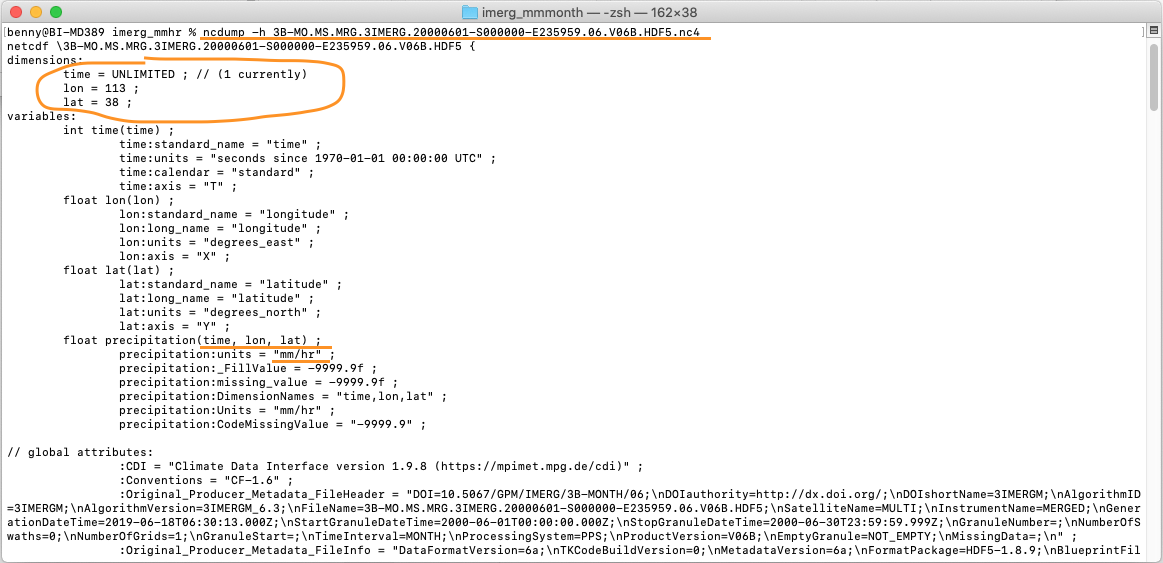 imerg_mmmonth — -zsh — 162×38
[benny@BI-MD389 imerg_mmhr % ncdump -h 3B-MO.MS.MRG.3IMERG.20000601-S000000-E235959.06.V06B.HDF5.nc4 ]
netcdf \3B-MO.MS.MRG.3IMERG.20000601-S000000-E235959.06.V06B.HDF5 {
dimensions:
time = UNLIMITED ; // (1 currently)
lon = 113 ;
lat = 38 ;
variables:
int time(time) ;
time:standard_name = "time" ;
time:units = "seconds since 1970-01-01 00:00:00 UTC" ;
time:calendar = "standard" ;
time:axis = "T" ;
float lon(lon) ;
lon:standard_name = "longitude" ;
lon:long_name = "longitude" ;
lon:units = "degrees_east" ;
lon:axis = "X" ;
float lat(lat) ;
lat:standard_name = "latitude" ;
lat:long_name = "latitude" ;
lat:units = "degrees_north" ;
lat:axis = "Y" ;
float precipitation(time, lon, lat) ;
precipitation:units = "mm/hr" ;
precipitation:_FillValue = -9999.9f ;
precipitation:missing_value = -9999.9f ;
precipitation:DimensionNames = "time,lon,lat" ;
precipitation:Units = "mm/hr" ;
precipitation:CodeMissingValue = "-9999.9" ;
// global attributes:
:CDI = "Climate Data Interface version 1.9.8 (https://mpimet.mpg.de/cdi)" ;
:Conventions = "CF-1.6" ;
:Original_Producer_Metadata_FileHeader = "DOI=10.5067/GPM/IMERG/3B-MONTH/06;\nDOIauthority=http://dx.doi.org/;\nDOIshortName=3IMERGM;\nAlgorithmID
=3IMERGM;\nAlgorithmVersion=3IMERGM_6.3;\nFileName=3B-MO.MS.MRG.3IMERG.20000601-S000000-E235959.06.V06B.HDF5;\nSatelliteName=MULTI;\nInstrumentName=MERGED;\nGener
ationDateTime=2019-06-18T06:30:13.000Z;\nStartGranuleDateTime=2000-06-01T00:00:00.000Z;\nStopGranuleDateTime=2000-06-30T23:59:59.999Z;\nGranuleNumber=;\nNumberOfS
waths=0;\nNumberOfGrids=1;\nGranuleStart=;\nTimeInterval=MONTH;\nProcessingSystem=PPS;\nProductVersion=V06B;\nEmptyGranule=NOT_EMPTY;\nMissingData=;\n" ;
:Original_Producer_Metadata_FileInfo = "DataFormatVersion=6a;\nTKCodeBuildVersion=0;\nMetadataVersion=6a;\nFormatPackage=HDF5-1.8.9;\nBlueprintFil